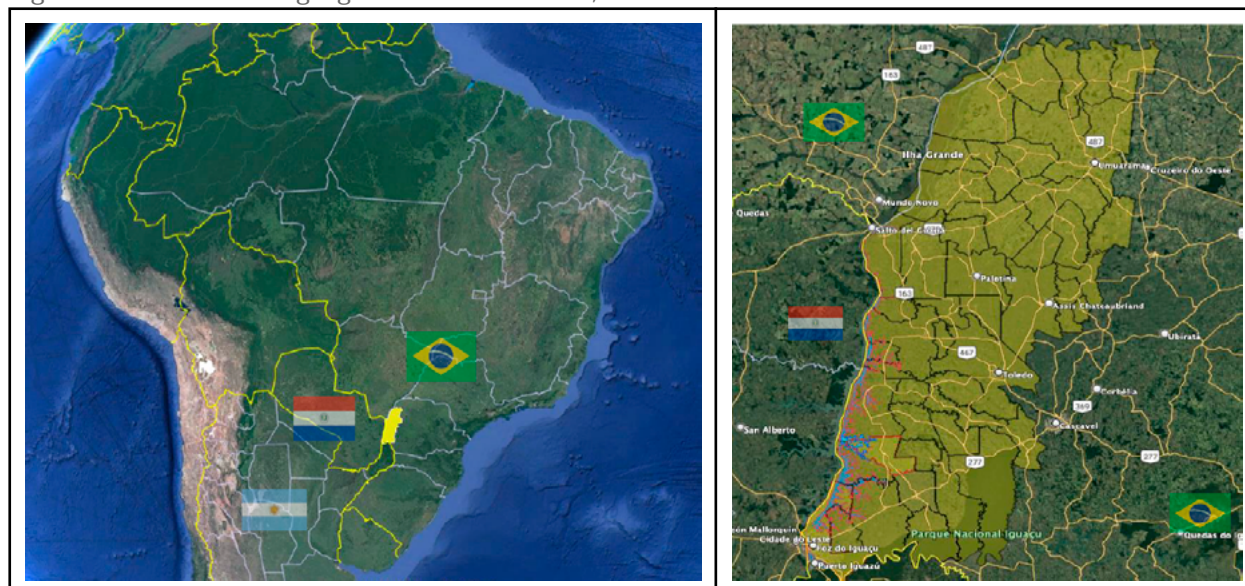 487
163
Ilha Grande
487
Umuarama
Cruzeiro do Oeste
Mundo Novo
Quedas
Salto del Guairá
Palotina
163
Assis Chateaubriand
Ubiratã
467
Toledo
Corbélia
369
San Alberto
Cascavel
277
277
Mallorquín
Cidade do Leste
Parque Nacional Iguaçu
Quedas do Ig
Foz do Iguaçu
Puerto Iguazú